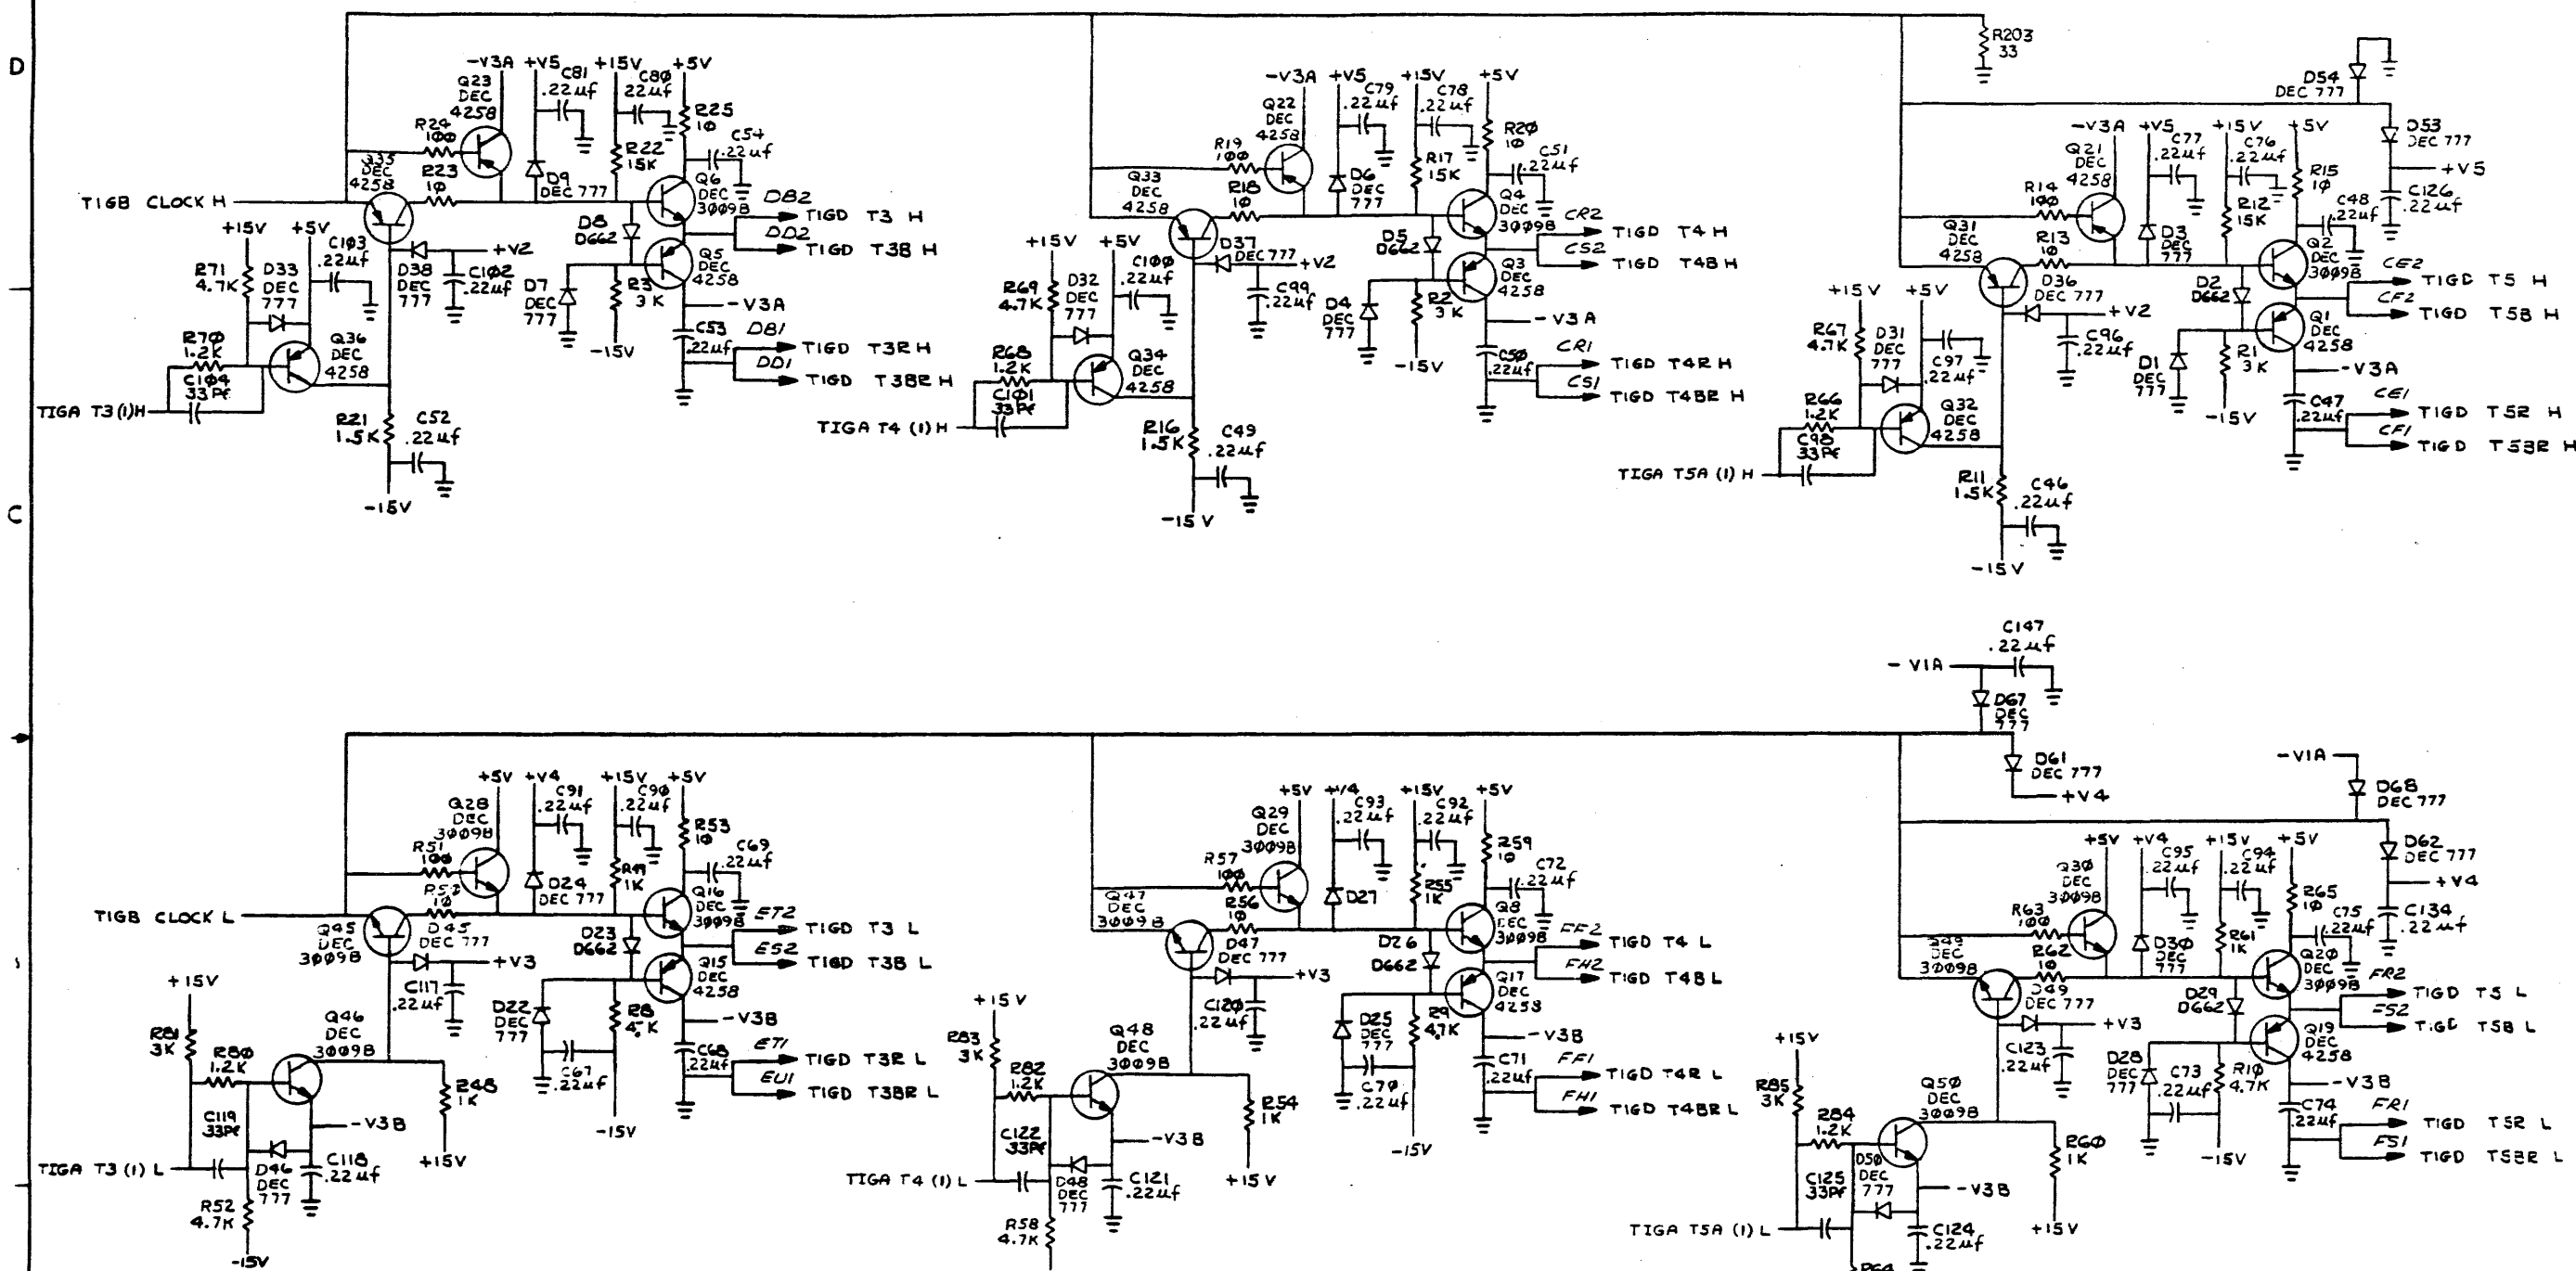 D
C
R203
33
D54
DEC 777
D53
DEC 777
+V5
C126
.22uf
TIGB CLOCK H
-V3A
+V5
C81
.22uf
+15V
C80
.22uf
+5V
Q23
DEC
4258
R24
100
Q35
DEC
4258
R23
10
D9
DEC 777
R22
15K
R25
10
C54
.22uf
Q6
DEC
3009B
DB2
TIGD T3 H
DD2
TIGD T3B H
D8
D662
Q5
DEC
4258
D7
DEC
777
R3
3K
-15V
-V3A
C53
.22uf
DB1
TIGD T3R H
DD1
TIGD T3BR H
+15V
+5V
C103
.22uf
R71
4.7K
D33
DEC
777
D38
DEC
777
+V2
C102
.22uf
R70
1.2K
C104
33Pf
Q36
DEC
4258
TIGA T3 (1) H
R21
1.5K
C52
.22uf
-15V
-V3A
+V5
C79
.22uf
+15V
C78
.22uf
+5V
Q22
DEC
4258
R19
100
Q33
DEC
4258
R18
10
D6
DEC
777
R17
15K
R20
10
C51
.22uf
Q4
DEC
3009B
CR2
TIGD T4 H
CS2
TIGD T4B H
D5
D662
Q3
DEC
4258
D4
DEC
777
R2
3K
-15V
-V3A
C50
.22uf
CR1
TIGD T4R H
CS1
TIGD T4BR H
+15V
+5V
C100
.22uf
R69
4.7K
D32
DEC
777
D37
DEC 777
+V2
C99
.22uf
R68
1.2K
C101
33Pf
Q34
DEC
4258
TIGA T4 (1) H
R16
1.5K
C49
.22uf
-15V
-V3A
+V5
C77
.22uf
+15V
C76
.22uf
+5V
Q21
DEC
4258
R14
100
Q31
DEC
4258
R13
10
D3
DEC
777
R12
15K
R15
10
C48
.22uf
Q2
DEC
3009B
CE2
TIGD T5 H
CF2
TIGD T5B H
D2
D662
Q1
DEC
4258
D1
DEC
777
R1
3K
-15V
-V3A
C47
.22uf
CE1
TIGD T5R H
CF1
TIGD T5BR H
+15V
+5V
R67
4.7K
D31
DEC
777
C97
.22uf
D36
DEC 777
+V2
C96
.22uf
R66
1.2K
C98
33Pf
Q32
DEC
4258
TIGA T5A (1) H
R11
1.5K
C46
.22uf
-15V
C147
.22uf
-V1A
D67
DEC
777
D61
DEC 777
+V4
-V1A
D68
DEC 777
D62
DEC 777
+V4
C134
.22uf
TIGB CLOCK L
+5V
+V4
C91
.22uf
+15V
C90
.22uf
+5V
Q28
DEC
3009B
R51
100
Q45
DEC
3009B
10
D45
DEC 777
D24
DEC 777
1K
R53
10
C69
.22uf
Q16
DEC
3009B
ET2
TIGD T3 L
ES2
TIGD T3B L
D23
D662
Q15
DEC
4258
D22
DEC
777
R8
C67
.22uf
-15V
-V3B
C68
.22uf
ET1
TIGD T3R L
EU1
TIGD T3BR L
+V3
C117
.22uf
+15V
R81
3K
R80
1.2K
Q46
DEC
3009B
R48
1K
+15V
C119
33Pf
-V3B
D46
DEC
777
C118
.22uf
TIGA T3 (1) L
R52
4.7K
-15V
+5V
+V4
C93
.22uf
+15V
C92
.22uf
+5V
Q29
DEC
3009B
R57
100
Q47
DEC
3009B
R56
10
D27
R55
1K
R59
10
C72
.22uf
Q8
DEC
3009B
FF2
TIGD T4 L
FH2
TIGD T4B L
D26
D662
Q17
DEC
4258
D25
DEC
777
R9
4.7K
C70
.22uf
-15V
-V3B
C71
.22uf
FF1
TIGD T4R L
FH1
TIGD T4BR L
D47
DEC 777
+V3
C120
.22uf
+15V
R83
3K
R82
1.2K
Q48
DEC
3009B
R54
1K
+15V
C122
33Pf
-V3B
D48
DEC
777
C121
.22uf
TIGA T4 (1) L
R58
4.7K
+5V
+V4
C95
.22uf
+15V
C94
.22uf
+5V
Q30
DEC
3009B
R63
100
Q49
DEC
3009B
R62
10
D30
DEC
777
R61
1K
R65
10
C75
.22uf
Q20
DEC
3009B
FR2
TIGD T5 L
FS2
TIGD T5B L
D29
D662
Q19
DEC
4258
D28
DEC
777
C73
.22uf
R10
4.7K
-15V
-V3B
C74
.22uf
FR1
TIGD T5R L
FS1
TIGD T5BR L
D49
DEC 777
+V3
C123
.22uf
+15V
R85
3K
R84
1.2K
Q50
DEC
3009B
R60
1K
+15V
C125
33Pf
D50
DEC
777
-V3B
C124
.22uf
TIGA T5A (1) L
R64